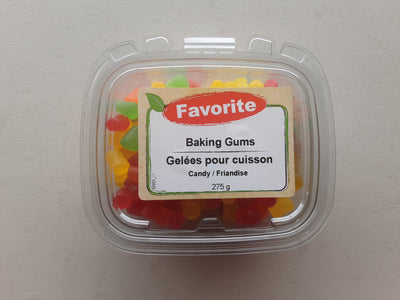 Favorite
Baking Gums
Gelées pour cuisson
Candy / Friandise
275 g